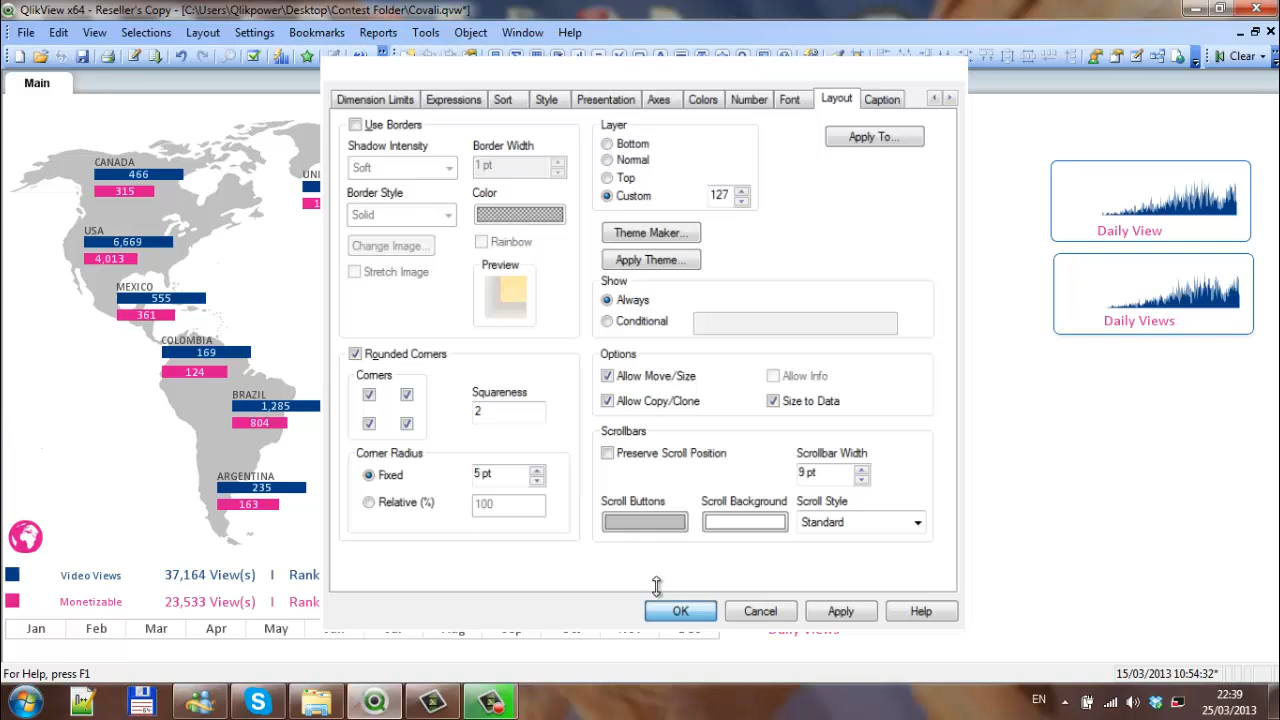 QlikView x64 - Reseller's Copy - [C:\Users\Qlikpower\Desktop\Contest Folder\Covali.qvw*]
File Edit View Selections Layout Settings Bookmarks Reports Tools Object Window Help
Clear
Main
Dimension Limits Expressions Sort Style Presentation Axes Colors Number Font Layout Caption
Use Borders
Shadow Intensity Border Width
Soft 1 pt
Border Style Color
Solid
Change Image... Rainbow
Stretch Image Preview
Rounded Corners
Corners
Squareness
2
Corner Radius
Fixed 5 pt
Relative (%) 100
Layer
Bottom
Normal
Top
Custom 127
Apply To...
Theme Maker...
Apply Theme...
Show
Always
Conditional
Options
Allow Move/Size Allow Info
Allow Copy/Clone Size to Data
Scrollbars
Preserve Scroll Position Scrollbar Width
9 pt
Scroll Buttons Scroll Background Scroll Style
Standard
OK Cancel Apply Help
CANADA
466
315
UNI
USA
6,669
4,013
MEXICO
555
361
COLOMBIA
169
124
BRAZIL
1,285
804
ARGENTINA
235
163
Daily View
Daily Views
Video Views 37,164 View(s) I Rank
Monetizable 23,533 View(s) I Rank
Jan Feb Mar Apr May
Daily Views
For Help, press F1
15/03/2013 10:54:32*
EN
22:39
25/03/2013